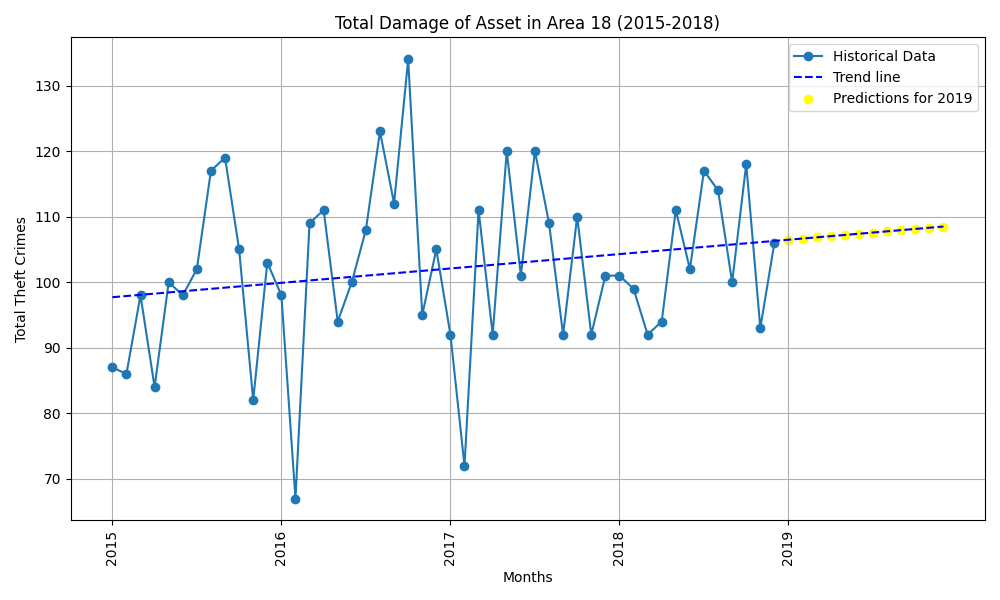 Total Damage of Asset in Area 18 (2015-2018)
Historical Data
Trend line
Predictions for 2019
Total Theft Crimes
130
120
110
100
90
80
70
2015
2016
2017
2018
2019
Months